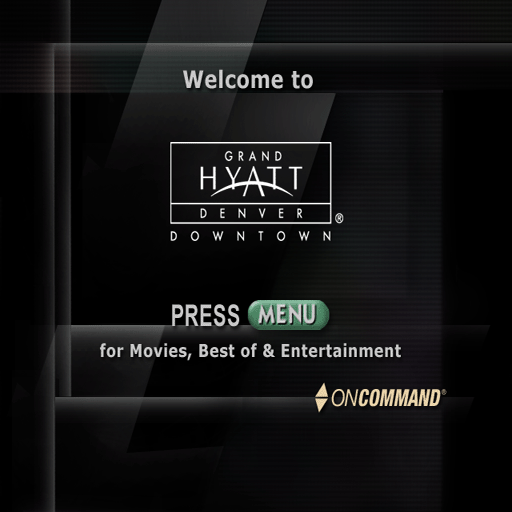 Welcome to
GRAND
HYATT
DENVER
DOWNTOWN®
PRESS MENU
for Movies, Best of & Entertainment
ONCOMMAND®